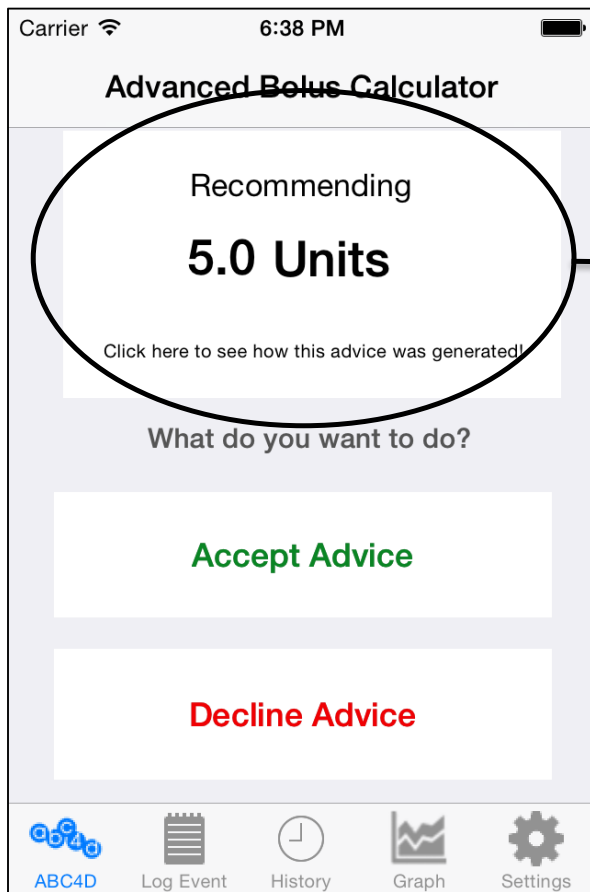 Carrier 6:38 PM
Advanced Bolus Calculator
Recommending
5.0 Units
Click here to see how this advice was generated!
What do you want to do?
Accept Advice
Decline Advice
abc4d
ABC4D Log Event History Graph Settings